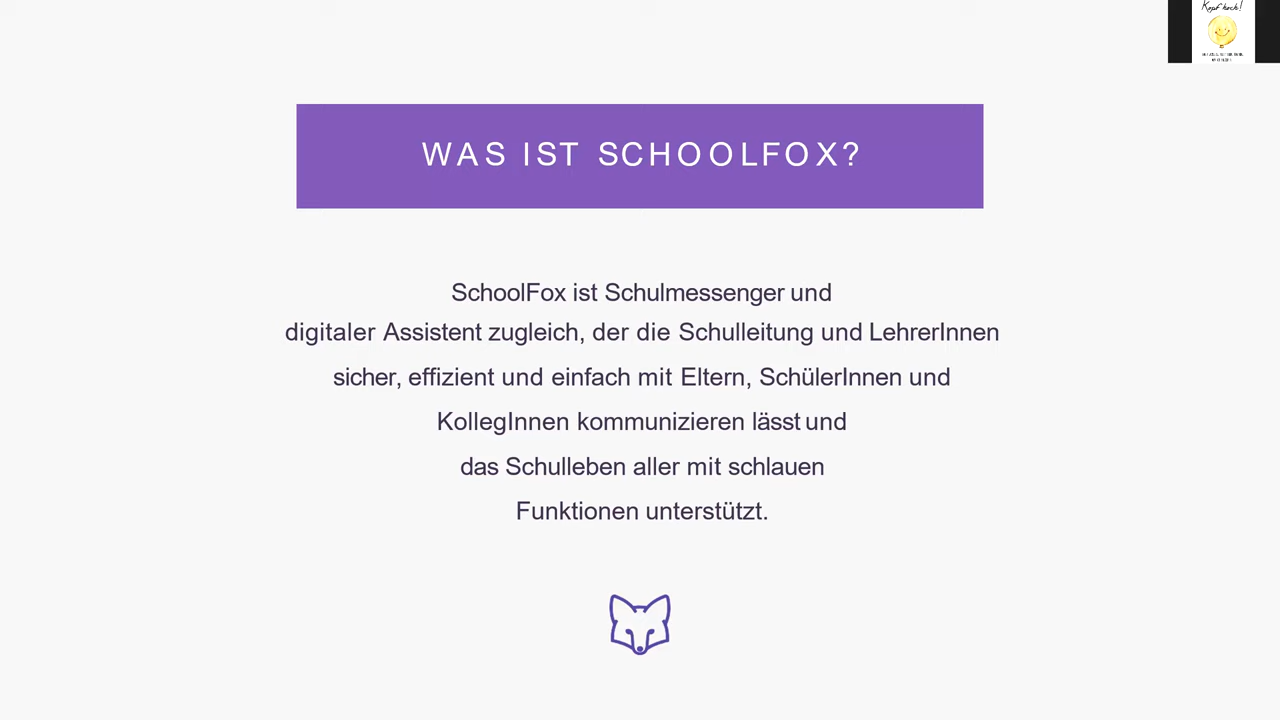 Kopf hoch!
WAS IST SCHOOLFOX?
SchoolFox ist Schulmessenger und
digitaler Assistent zugleich, der die Schulleitung und LehrerInnen
sicher, effizient und einfach mit Eltern, SchülerInnen und
KollegInnen kommunizieren lässt und
das Schulleben aller mit schlauen
Funktionen unterstützt.